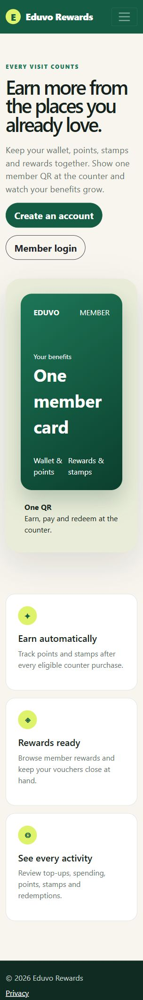 E Eduvo Rewards
EVERY VISIT COUNTS
Earn more from
the places you
already love.
Keep your wallet, points, stamps
and rewards together. Show one
member QR at the counter and
watch your benefits grow.
Create an account
Member login
EDUVO MEMBER
Your benefits
One
member
card
Wallet &
points
Rewards &
stamps
One QR
Earn, pay and redeem at the
counter.
Earn automatically
Track points and stamps after
every eligible counter purchase.
Rewards ready
Browse member rewards and
keep your vouchers close at
hand.
See every activity
Review top-ups, spending,
points, stamps and
redemptions.
© 2026 Eduvo Rewards
Privacy